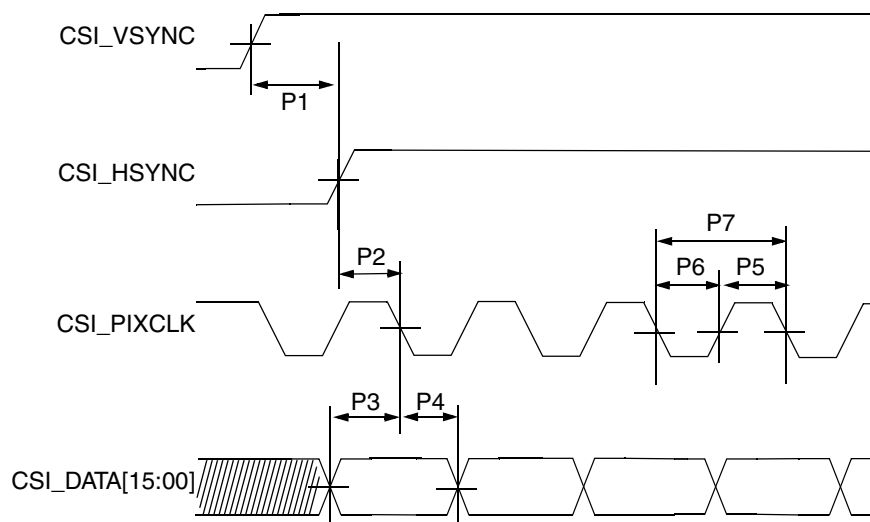 CSI_VSYNC
P1
CSI_HSYNC
P7
P2
P6
P5
CSI_PIXCLK
P3
P4
CSI_DATA[15:00]